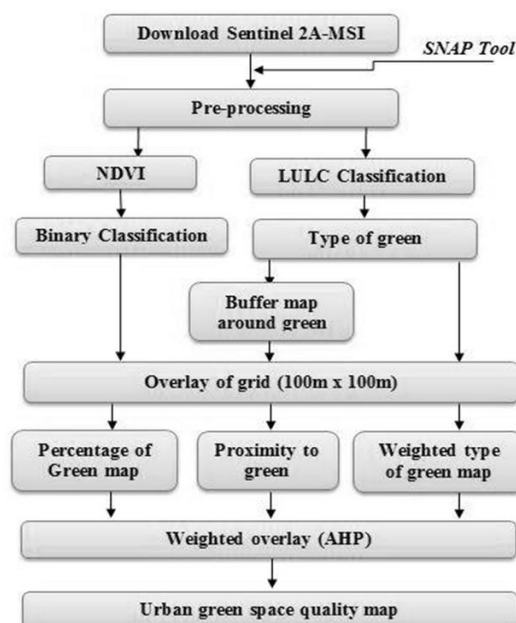 Download Sentinel 2A-MSI
SNAP Tool
Pre-processing
NDVI
LULC Classification
Binary Classification
Type of green
Buffer map
around green
Overlay of grid (100m x 100m)
Percentage of
Green map
Proximity to
green
Weighted type
of green map
Weighted overlay (AHP)
Urban green space quality map